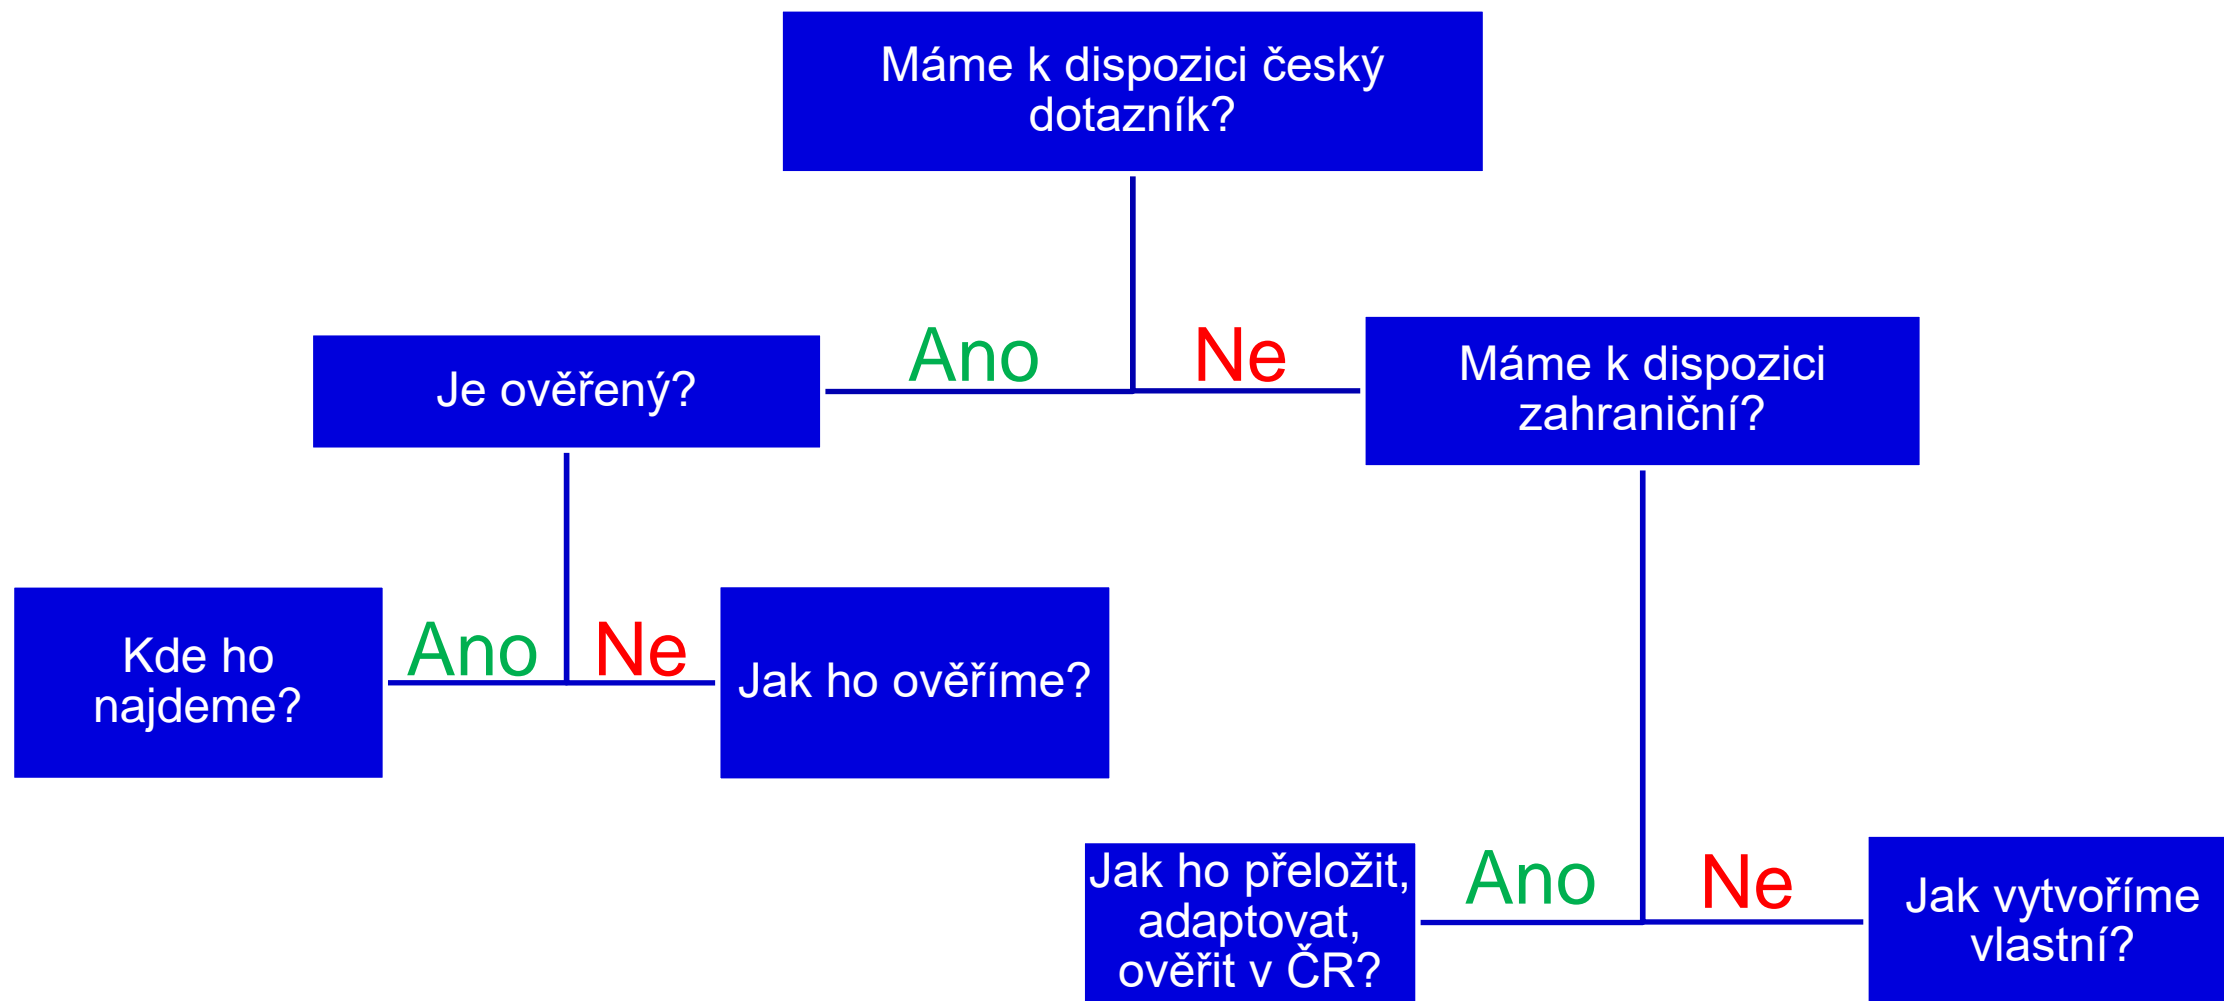 Máme k dispozici český
dotazník?
Ano
Ne
Je ověřený?
Máme k dispozici
zahraniční?
Kde ho
najdeme?
Ano
Ne
Jak ho ověříme?
Jak ho přeložit,
adaptovat,
ověřit v ČR?
Ano
Ne
Jak vytvoříme
vlastní?